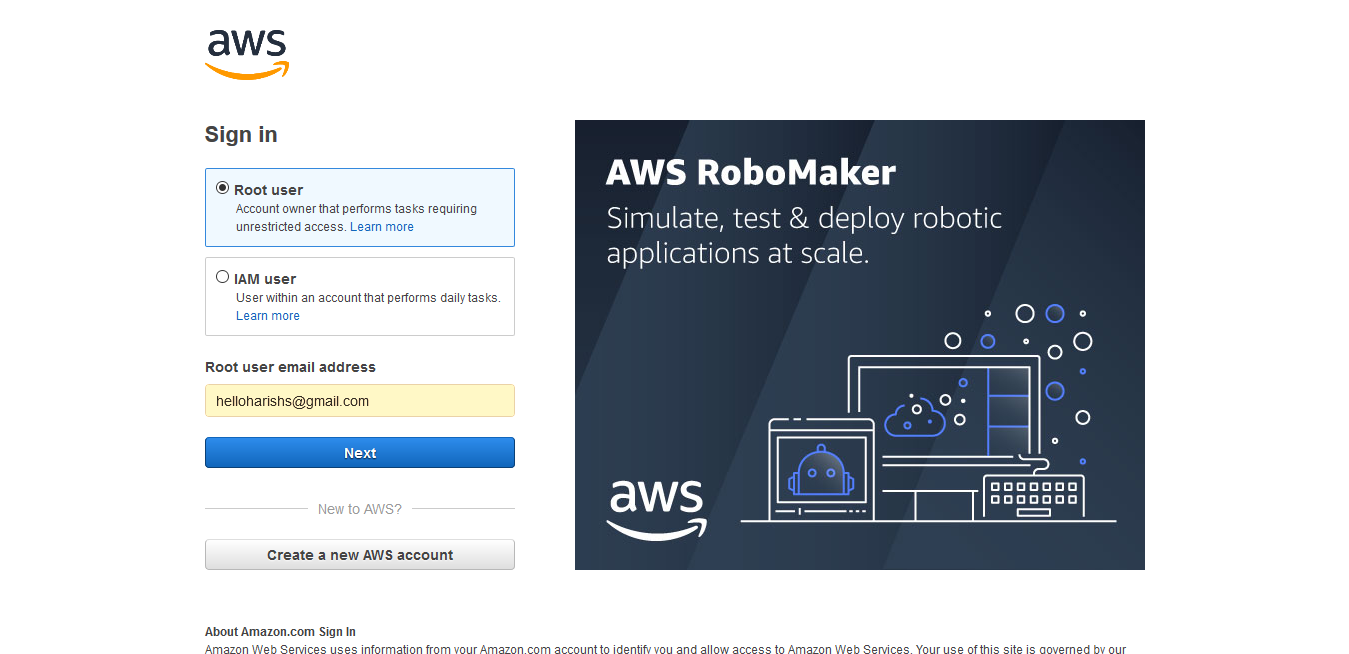 aws
Sign in
Root user
Account owner that performs tasks requiring
unrestricted access. Learn more
IAM user
User within an account that performs daily tasks.
Learn more
Root user email address
helloharishs@gmail.com
Next
New to AWS?
Create a new AWS account
AWS RoboMaker
Simulate, test & deploy robotic
applications at scale.
aws
About Amazon.com Sign In
Amazon Web Services uses information from your Amazon.com account to identify you and allow access to Amazon Web Services. Your use of this site is governed by our